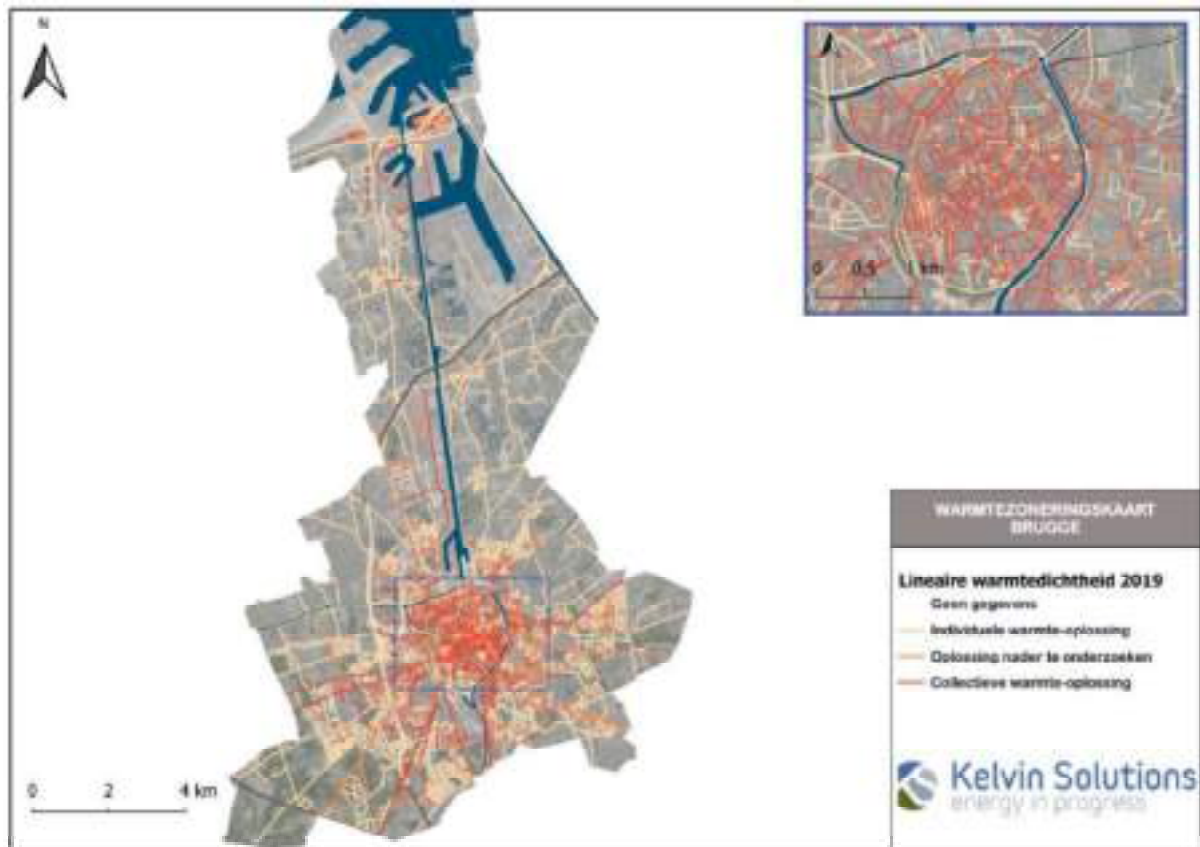 N
0 0.5 1 km
WARMTEZONERINGSKAART
BRUGGE
Lineaire warmtedichtheid 2019
Geen gegevens
Individuele warmte-oplossing
Oplossing nader te onderzoeken
Collectieve warmte-oplossing
0 2 4 km
Kelvin Solutions
energy in progress